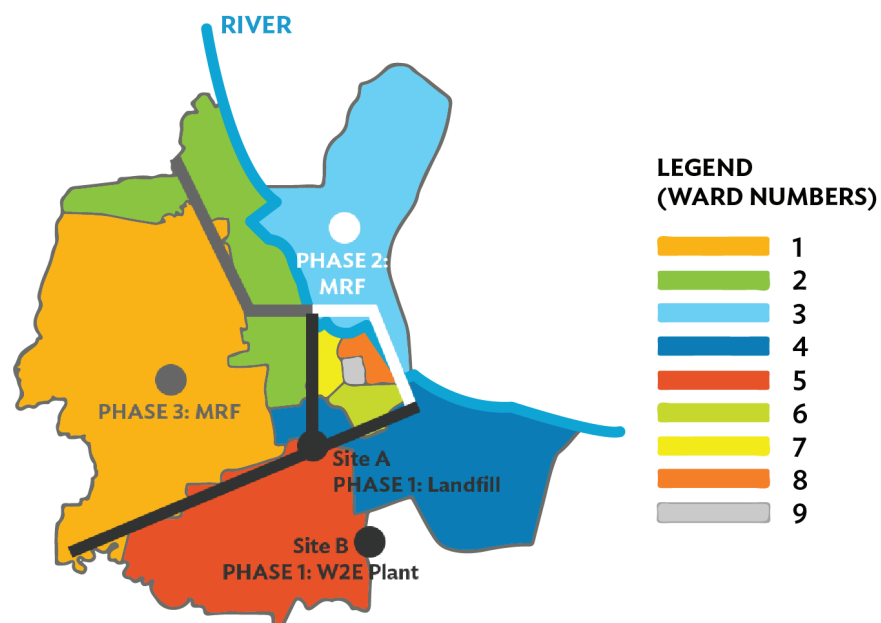 RIVER
PHASE 2:
MRF
PHASE 3: MRF
Site A
PHASE 1: Landfill
Site B
PHASE 1: W2E Plant
LEGEND
(WARD NUMBERS)
1
2
3
4
5
6
7
8
9